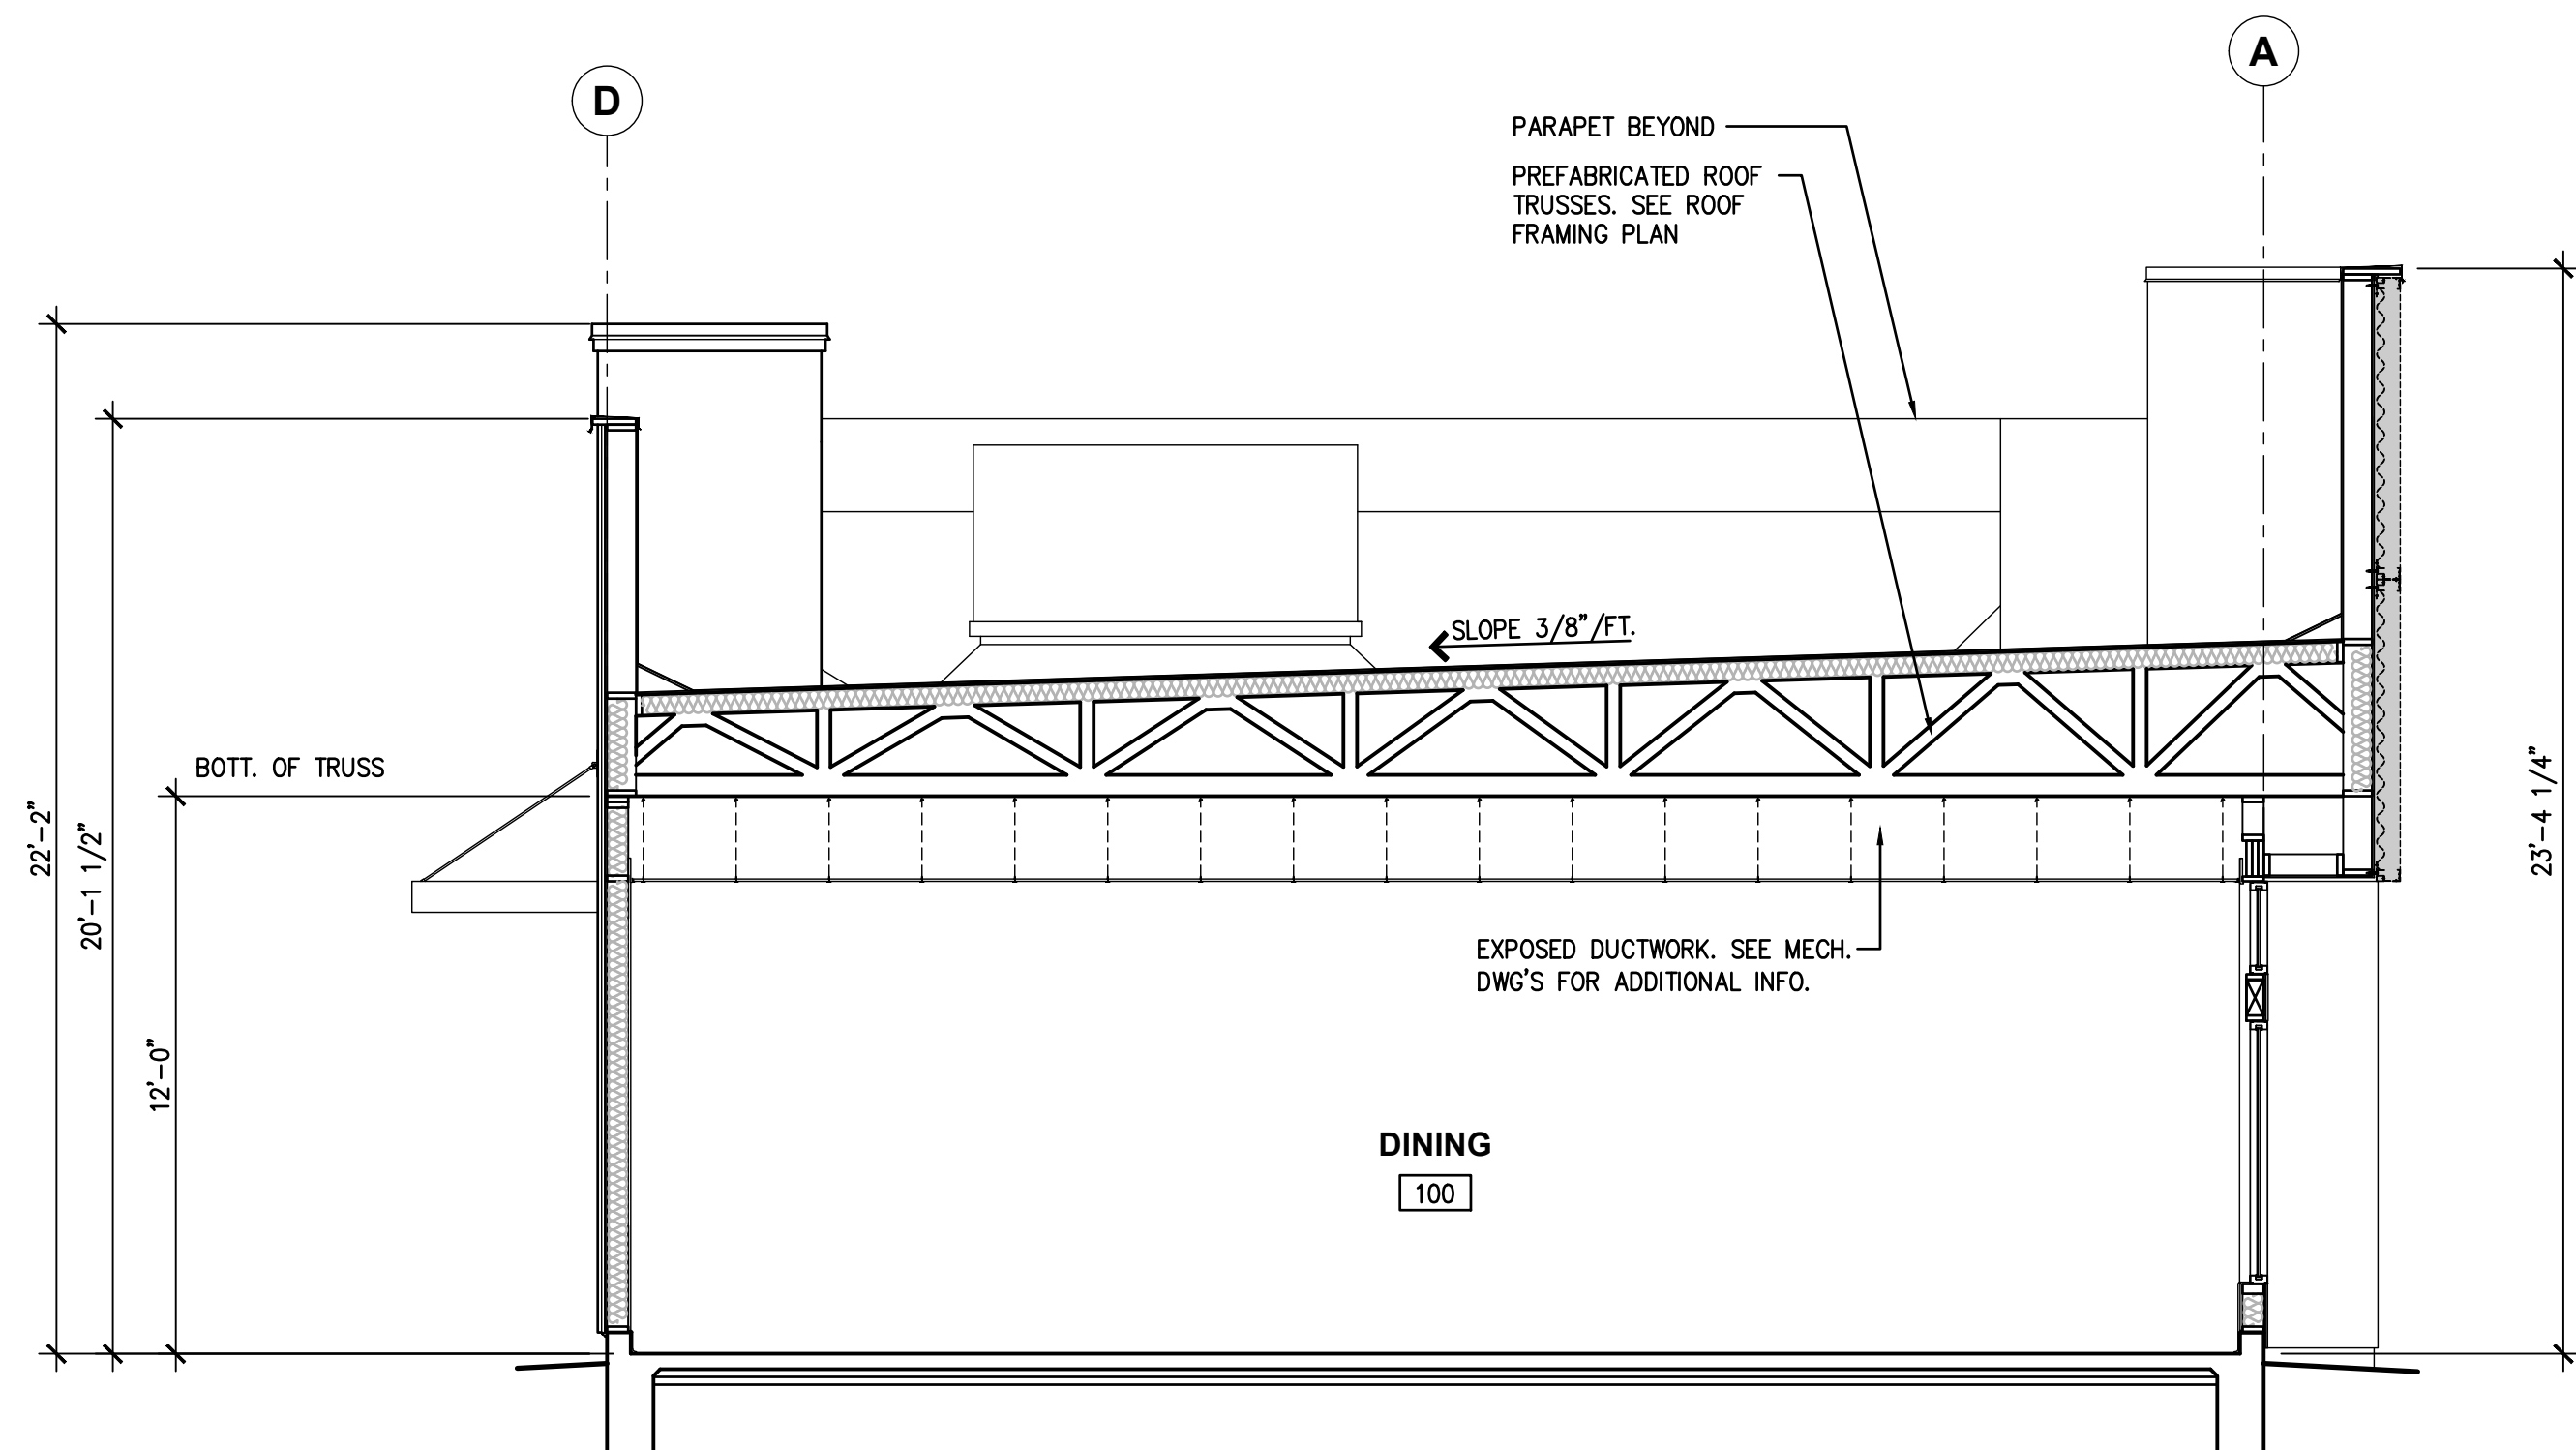 A
D
PARAPET BEYOND
PREFABRICATED ROOF
TRUSSES. SEE ROOF
FRAMING PLAN
SLOPE 3/8"/FT.
BOTT. OF TRUSS
22'-2"
20'-1 1/2"
12'-0"
23'-4 1/4"
EXPOSED DUCTWORK. SEE MECH.
DWG'S FOR ADDITIONAL INFO.
DINING
100